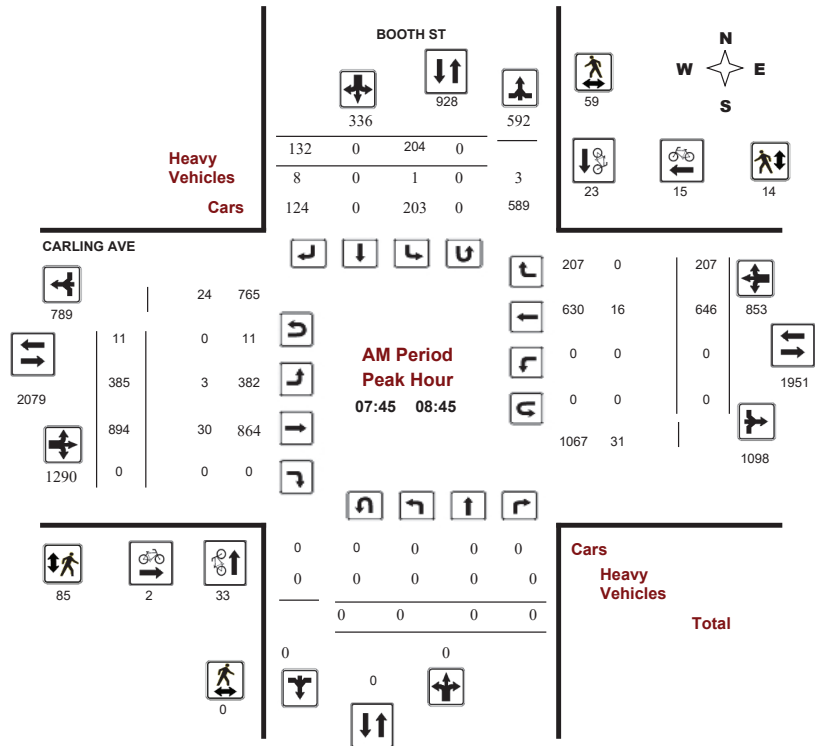 BOOTH ST
N
W E
S
928
59
336
592
132 0 204 0
Heavy
Vehicles
8 0 1 0 3
23 15 14
Cars
124 0 203 0 589
CARLING AVE
207 0 207
24 765
789
630 16 646 853
11 0 11
AM Period
Peak Hour
07:45 08:45
0 0 0
2079
385 3 382
1951
0 0 0
894 30 864
1067 31
1098
1290
0 0 0
0 0 0 0 0
Cars
0 0 0 0 0
Heavy
Vehicles
85 2 33
0 0 0 0
Total
0 0
0
0